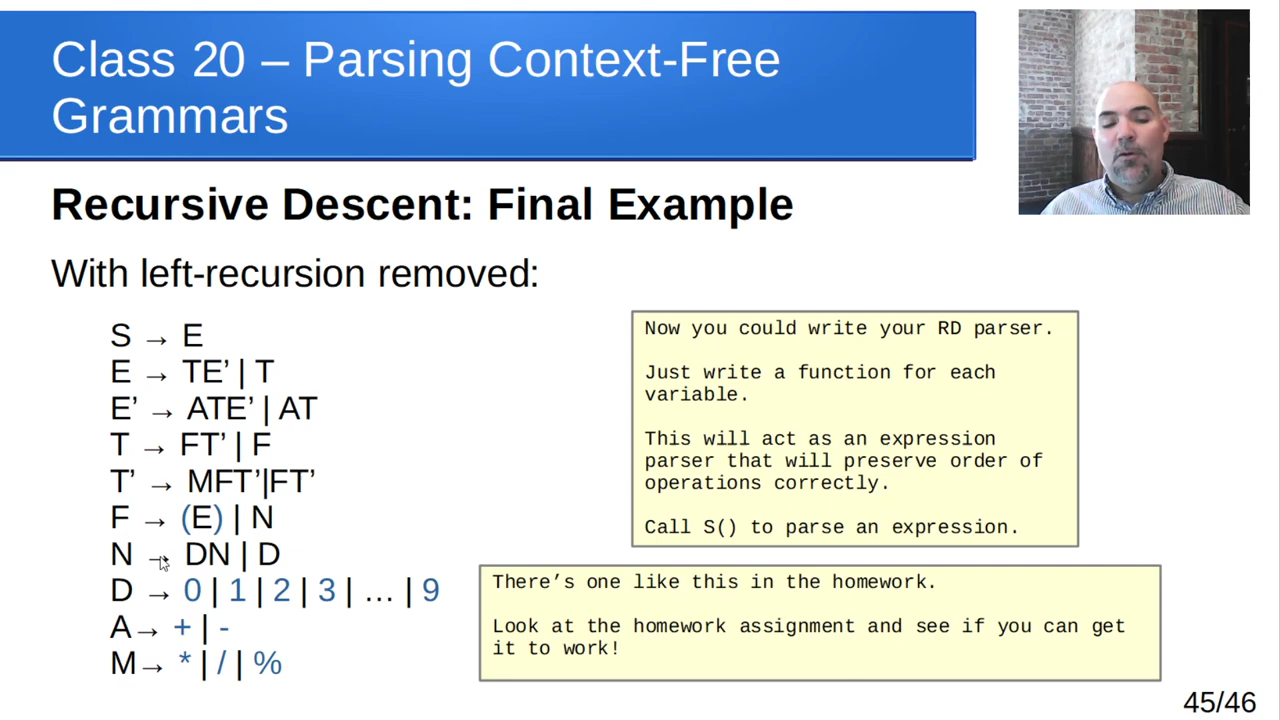 Class 20 – Parsing Context-Free
Grammars
Recursive Descent: Final Example
With left-recursion removed:
S → E
E → TE’ | T
E’ → ATE’ | AT
T → FT’ | F
T’ → MFT’|FT’
F → (E) | N
N → DN | D
D → 0 | 1 | 2 | 3 | … | 9
A→ + | -
M→ * | / | %
Now you could write your RD parser.
Just write a function for each
variable.
This will act as an expression
parser that will preserve order of
operations correctly.
Call S() to parse an expression.
There’s one like this in the homework.
Look at the homework assignment and see if you can get
it to work!
45/46